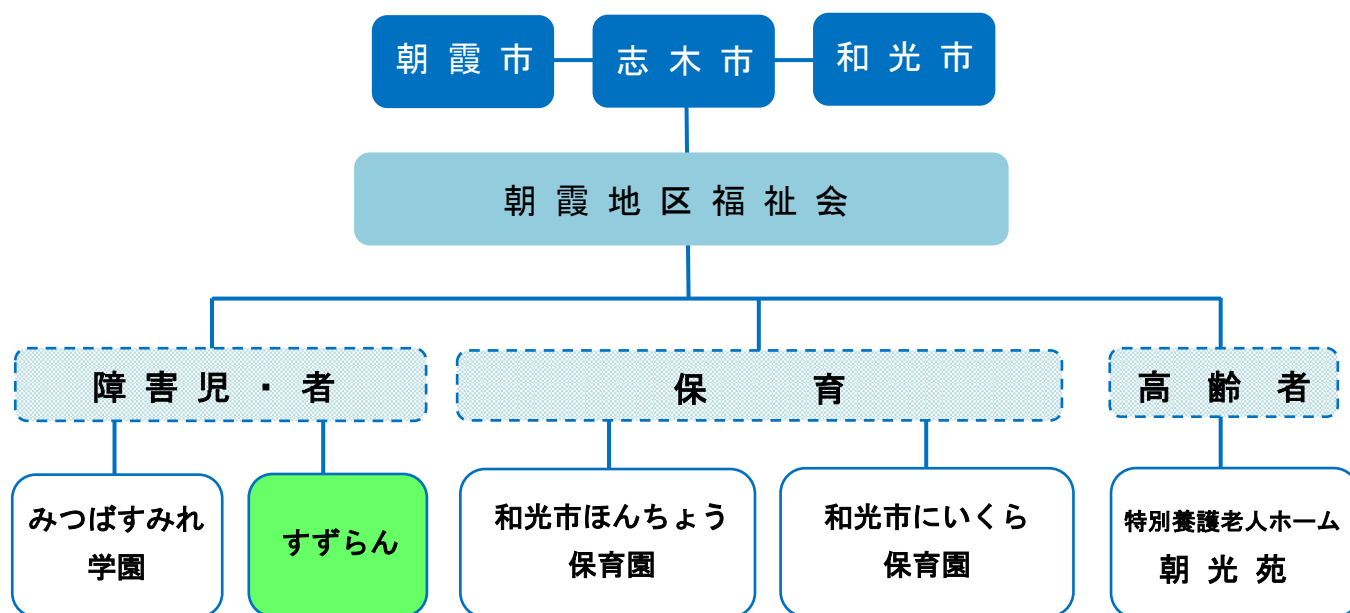 朝霞市
志木市
和光市
朝霞地区福祉会
障害児・者
保育
高齢者
みつばすみれ
学園
すずらん
和光市ほんちょう
保育園
和光市にいくら
保育園
特別養護老人ホーム
朝光苑